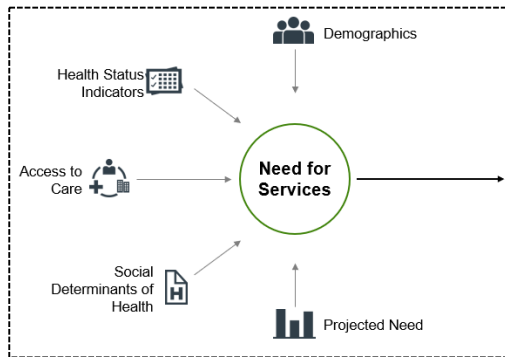 Demographics
Health Status
Indicators
Need for
Services
Access to
Care
Social
Determinants of
Health
H
Projected Need